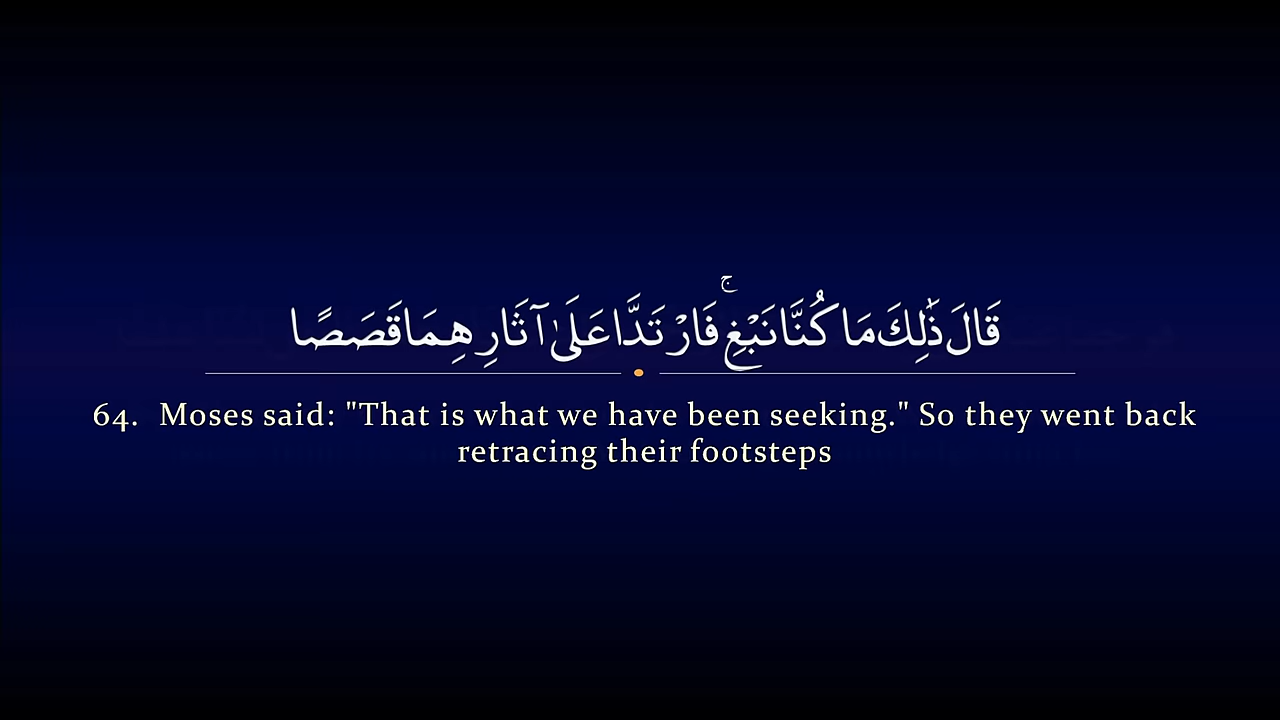 قَالَ ذَٰلِكَ مَا كُنَّا نَبْغِ ۚ فَارْتَدَّا عَلَىٰ آثَارِهِمَا قَصَصًا
64. Moses said: "That is what we have been seeking." So they went back
retracing their footsteps